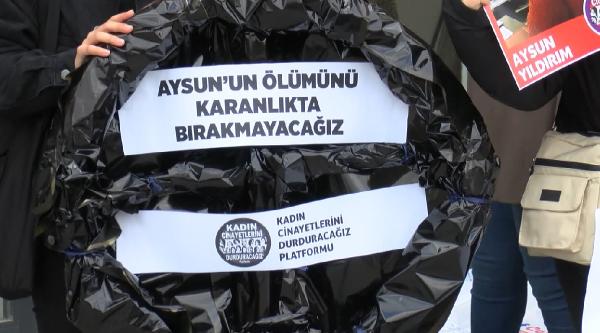 AYSUN'UN ÖLÜMÜNÜ
KARANLIKTA
BIRAKMAYACAĞIZ
AYSUN
YILDIRIM
KADIN
CİNAYETLERİNİ
DURDURACAĞIZ
KADIN
CİNAYETLERİNİ
DURDURACAĞIZ
PLATFORMU